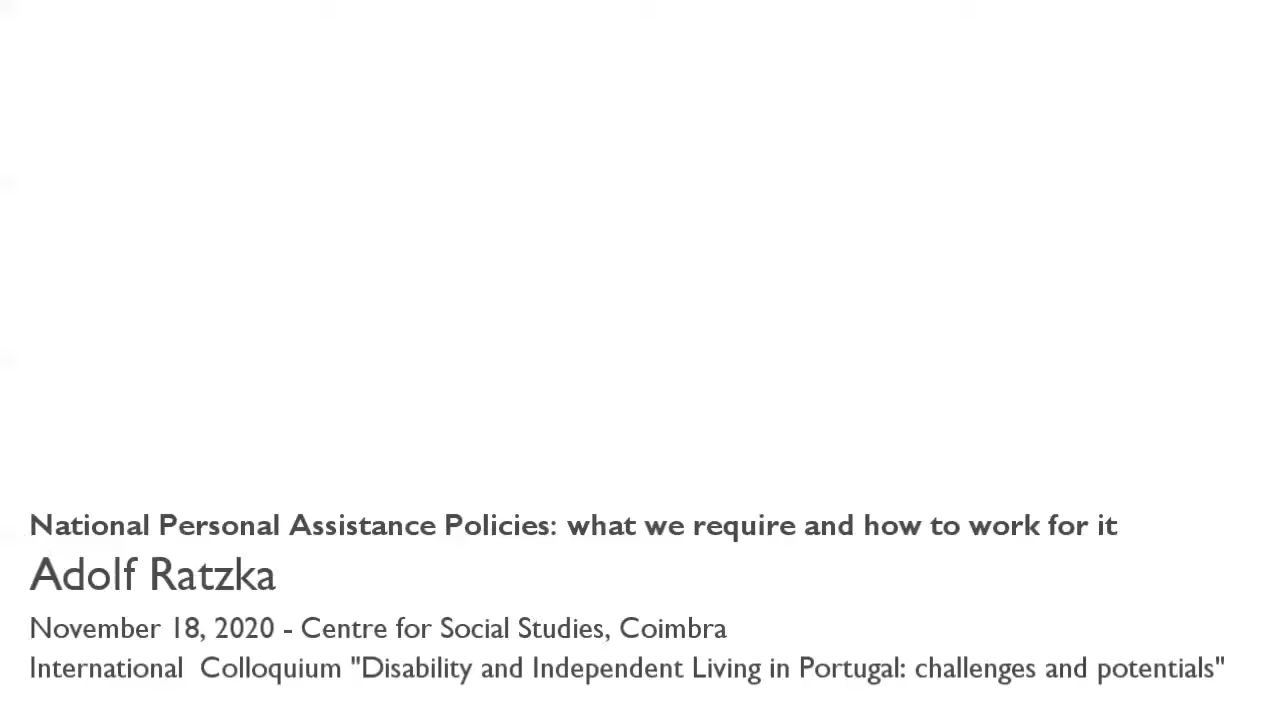 National Personal Assistance Policies: what we require and how to work for it
Adolf Ratzka
November 18, 2020 - Centre for Social Studies, Coimbra
International  Colloquium "Disability and Independent Living in Portugal: challenges and potentials"